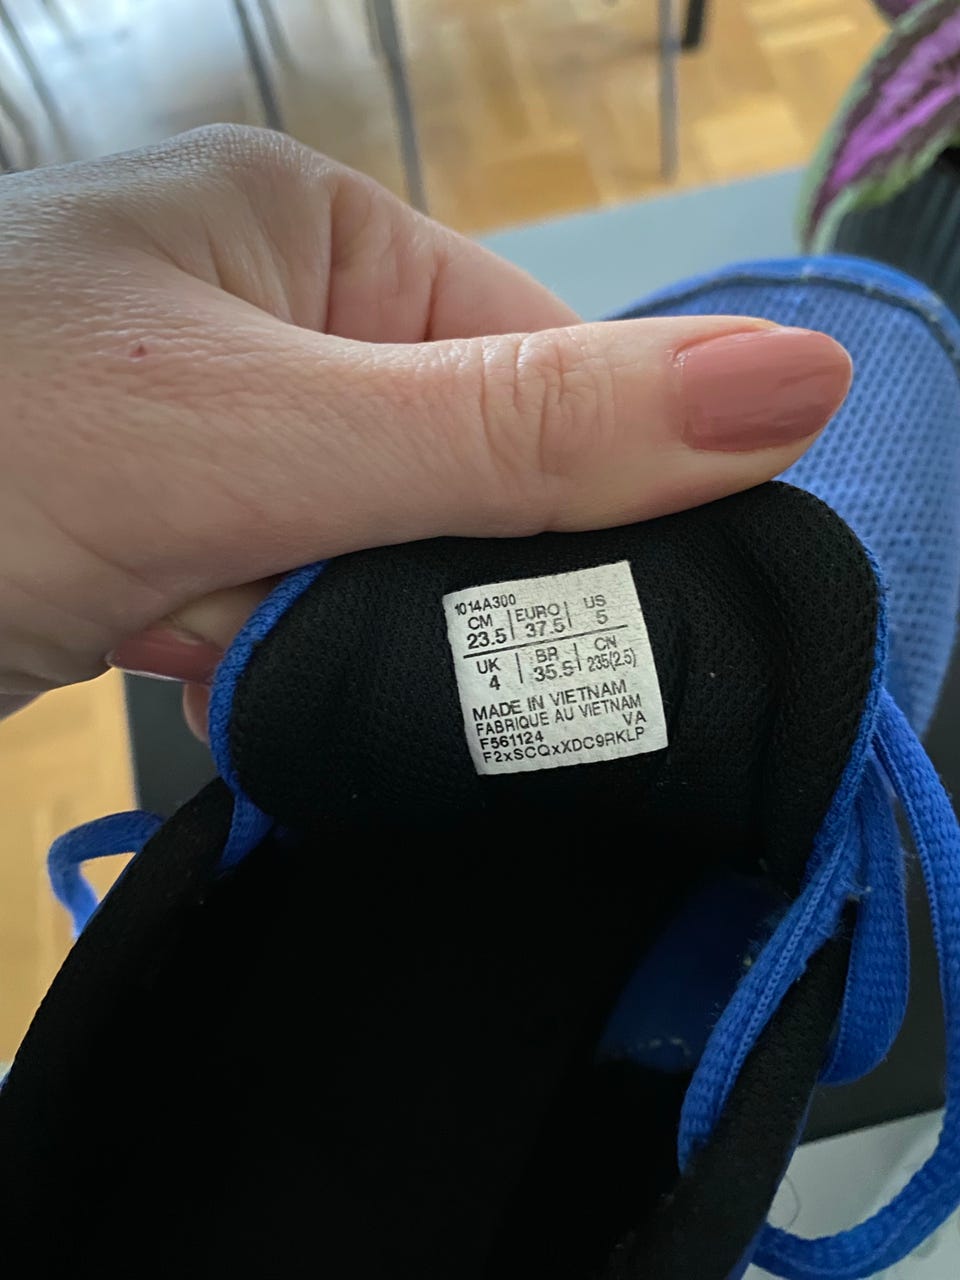 1014A300
CM EURO US
23.5 37.5 5
UK BR CN
4 35.5 235(2.5)
MADE IN VIETNAM
FABRIQUE AU VIETNAM
F561124 VA
F2xSCQxXDC9RKLP